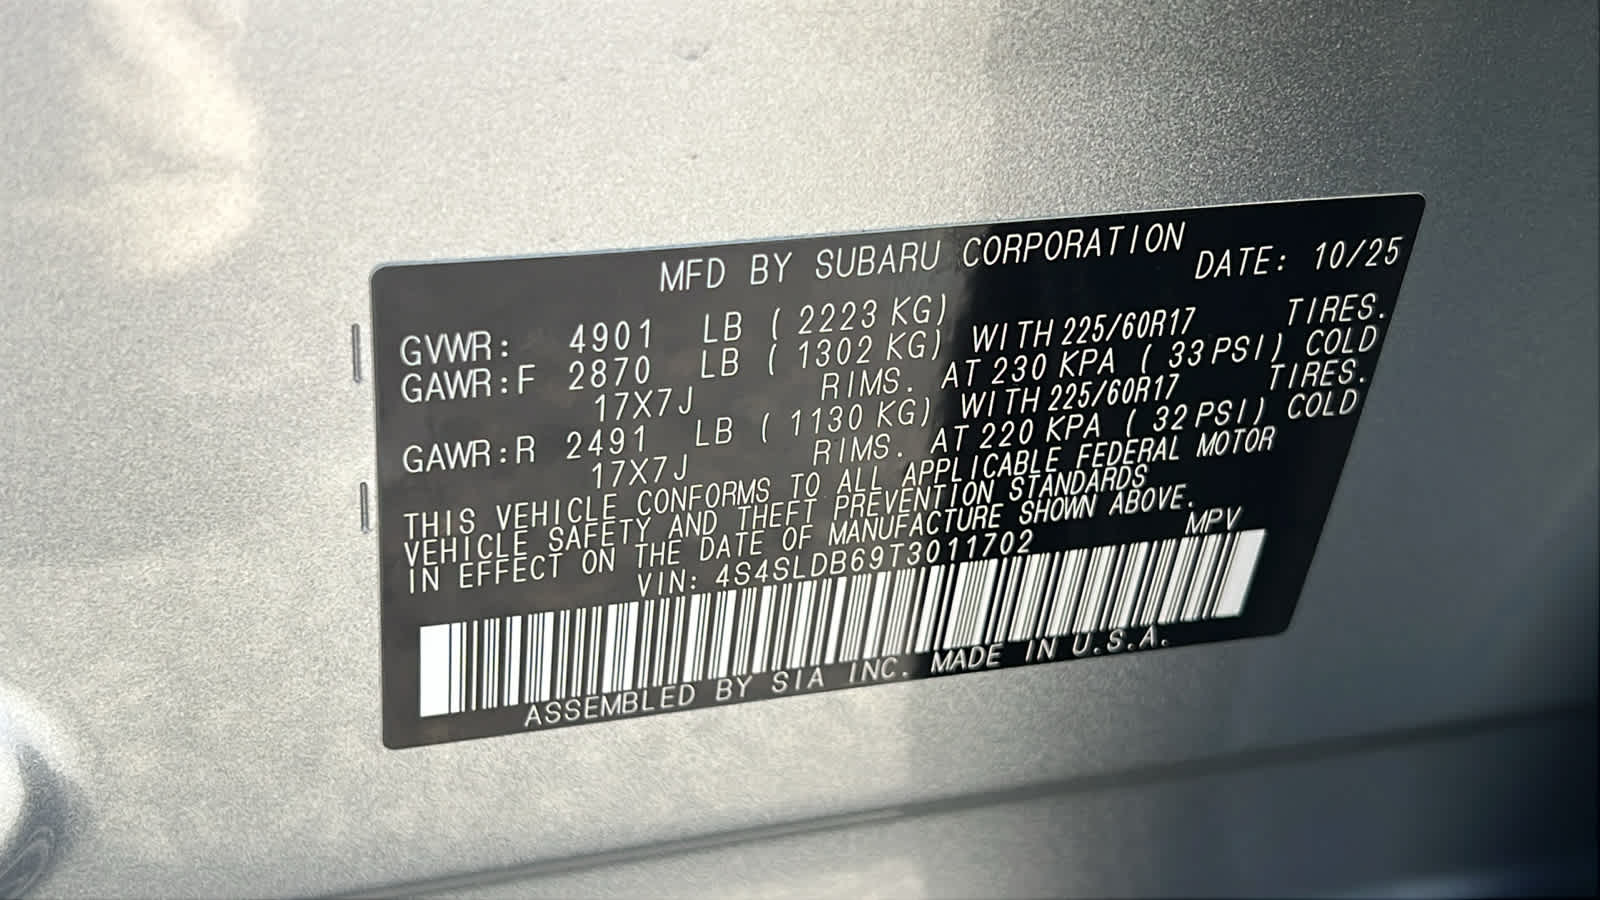 MFD BY SUBARU CORPORATION DATE: 10/25
GVWR: 4901 LB ( 2223 KG)
GAWR:F 2870 LB ( 1302 KG) WITH 225/60R17 TIRES.
17X7J RIMS. AT 230 KPA ( 33 PSI) COLD
GAWR:R 2491 LB ( 1130 KG) WITH 225/60R17 TIRES.
17X7J RIMS. AT 220 KPA ( 32 PSI) COLD
THIS VEHICLE CONFORMS TO ALL APPLICABLE FEDERAL MOTOR
VEHICLE SAFETY AND THEFT PREVENTION STANDARDS
IN EFFECT ON THE DATE OF MANUFACTURE SHOWN ABOVE.
VIN: 4S4SLDB69T3011702 MPV
ASSEMBLED BY SIA INC. MADE IN U.S.A.